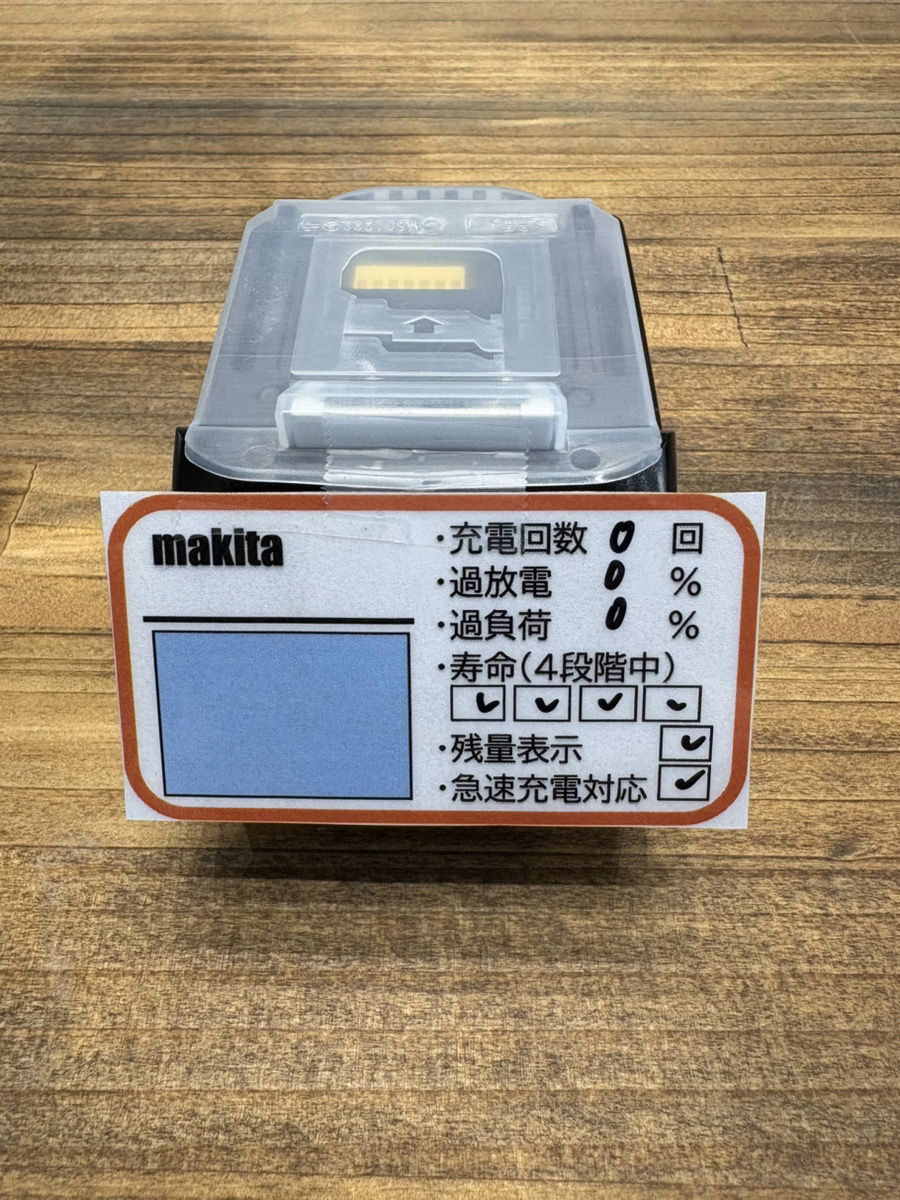 makita
・充電回数 0 回
・過放電 0 %
・過負荷 0 %
・寿命(4段階中)
・残量表示
・急速充電対応